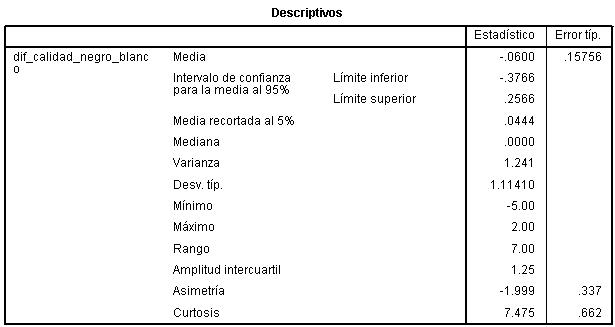 Descriptivos
Estadístico Error típ.
dif_calidad_negro_blanc
o
Media -.0600 .15756
Intervalo de confianza
para la media al 95%
Límite inferior -.3766
Límite superior .2566
Media recortada al 5% .0444
Mediana .0000
Varianza 1.241
Desv. típ. 1.11410
Mínimo -5.00
Máximo 2.00
Rango 7.00
Amplitud intercuartil 1.25
Asimetría -1.999 .337
Curtosis 7.475 .662